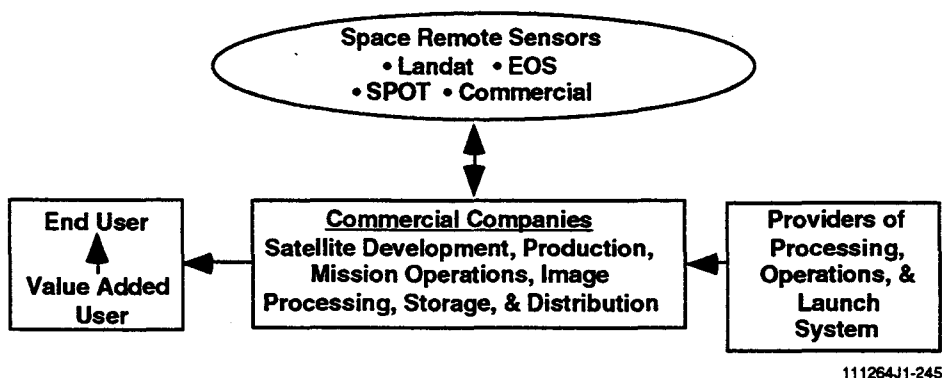 Space Remote Sensors
• Landat • EOS
• SPOT • Commercial
End User
Value Added
User
Commercial Companies
Satellite Development, Production,
Mission Operations, Image
Processing, Storage, & Distribution
Providers of
Processing,
Operations, &
Launch
System
111264J1-245